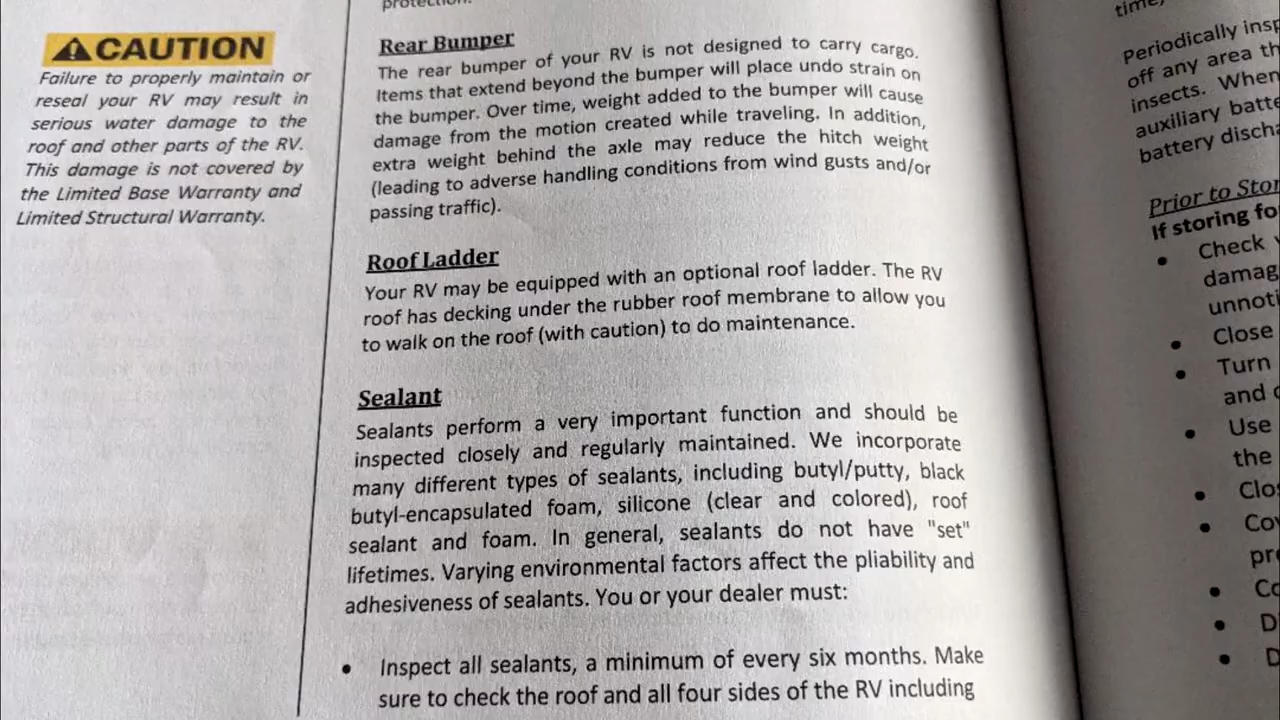 protection.
CAUTION
Failure to properly maintain or
reseal your RV may result in
serious water damage to the
roof and other parts of the RV.
This damage is not covered by
the Limited Base Warranty and
Limited Structural Warranty.
Rear Bumper
The rear bumper of your RV is not designed to carry cargo.
Items that extend beyond the bumper will place undo strain on
the bumper. Over time, weight added to the bumper will cause
damage from the motion created while traveling. In addition,
extra weight behind the axle may reduce the hitch weight
(leading to adverse handling conditions from wind gusts and/or
passing traffic).
Roof Ladder
Your RV may be equipped with an optional roof ladder. The RV
roof has decking under the rubber roof membrane to allow you
to walk on the roof (with caution) to do maintenance.
Sealant
Sealants perform a very important function and should be
inspected closely and regularly maintained. We incorporate
many different types of sealants, including butyl/putty, black
butyl-encapsulated foam, silicone (clear and colored), roof
sealant and foam. In general, sealants do not have "set"
lifetimes. Varying environmental factors affect the pliability and
adhesiveness of sealants. You or your dealer must:
• Inspect all sealants, a minimum of every six months. Make
sure to check the roof and all four sides of the RV including
time,
Periodically insp
off any area th
insects. When
auxiliary batte
battery discha
Prior to Stor
If storing fo
• Check
damag
unnoti
• Close
• Turn
and
• Use
the
• Clos
• Cov
pro
• Co
• D
• D